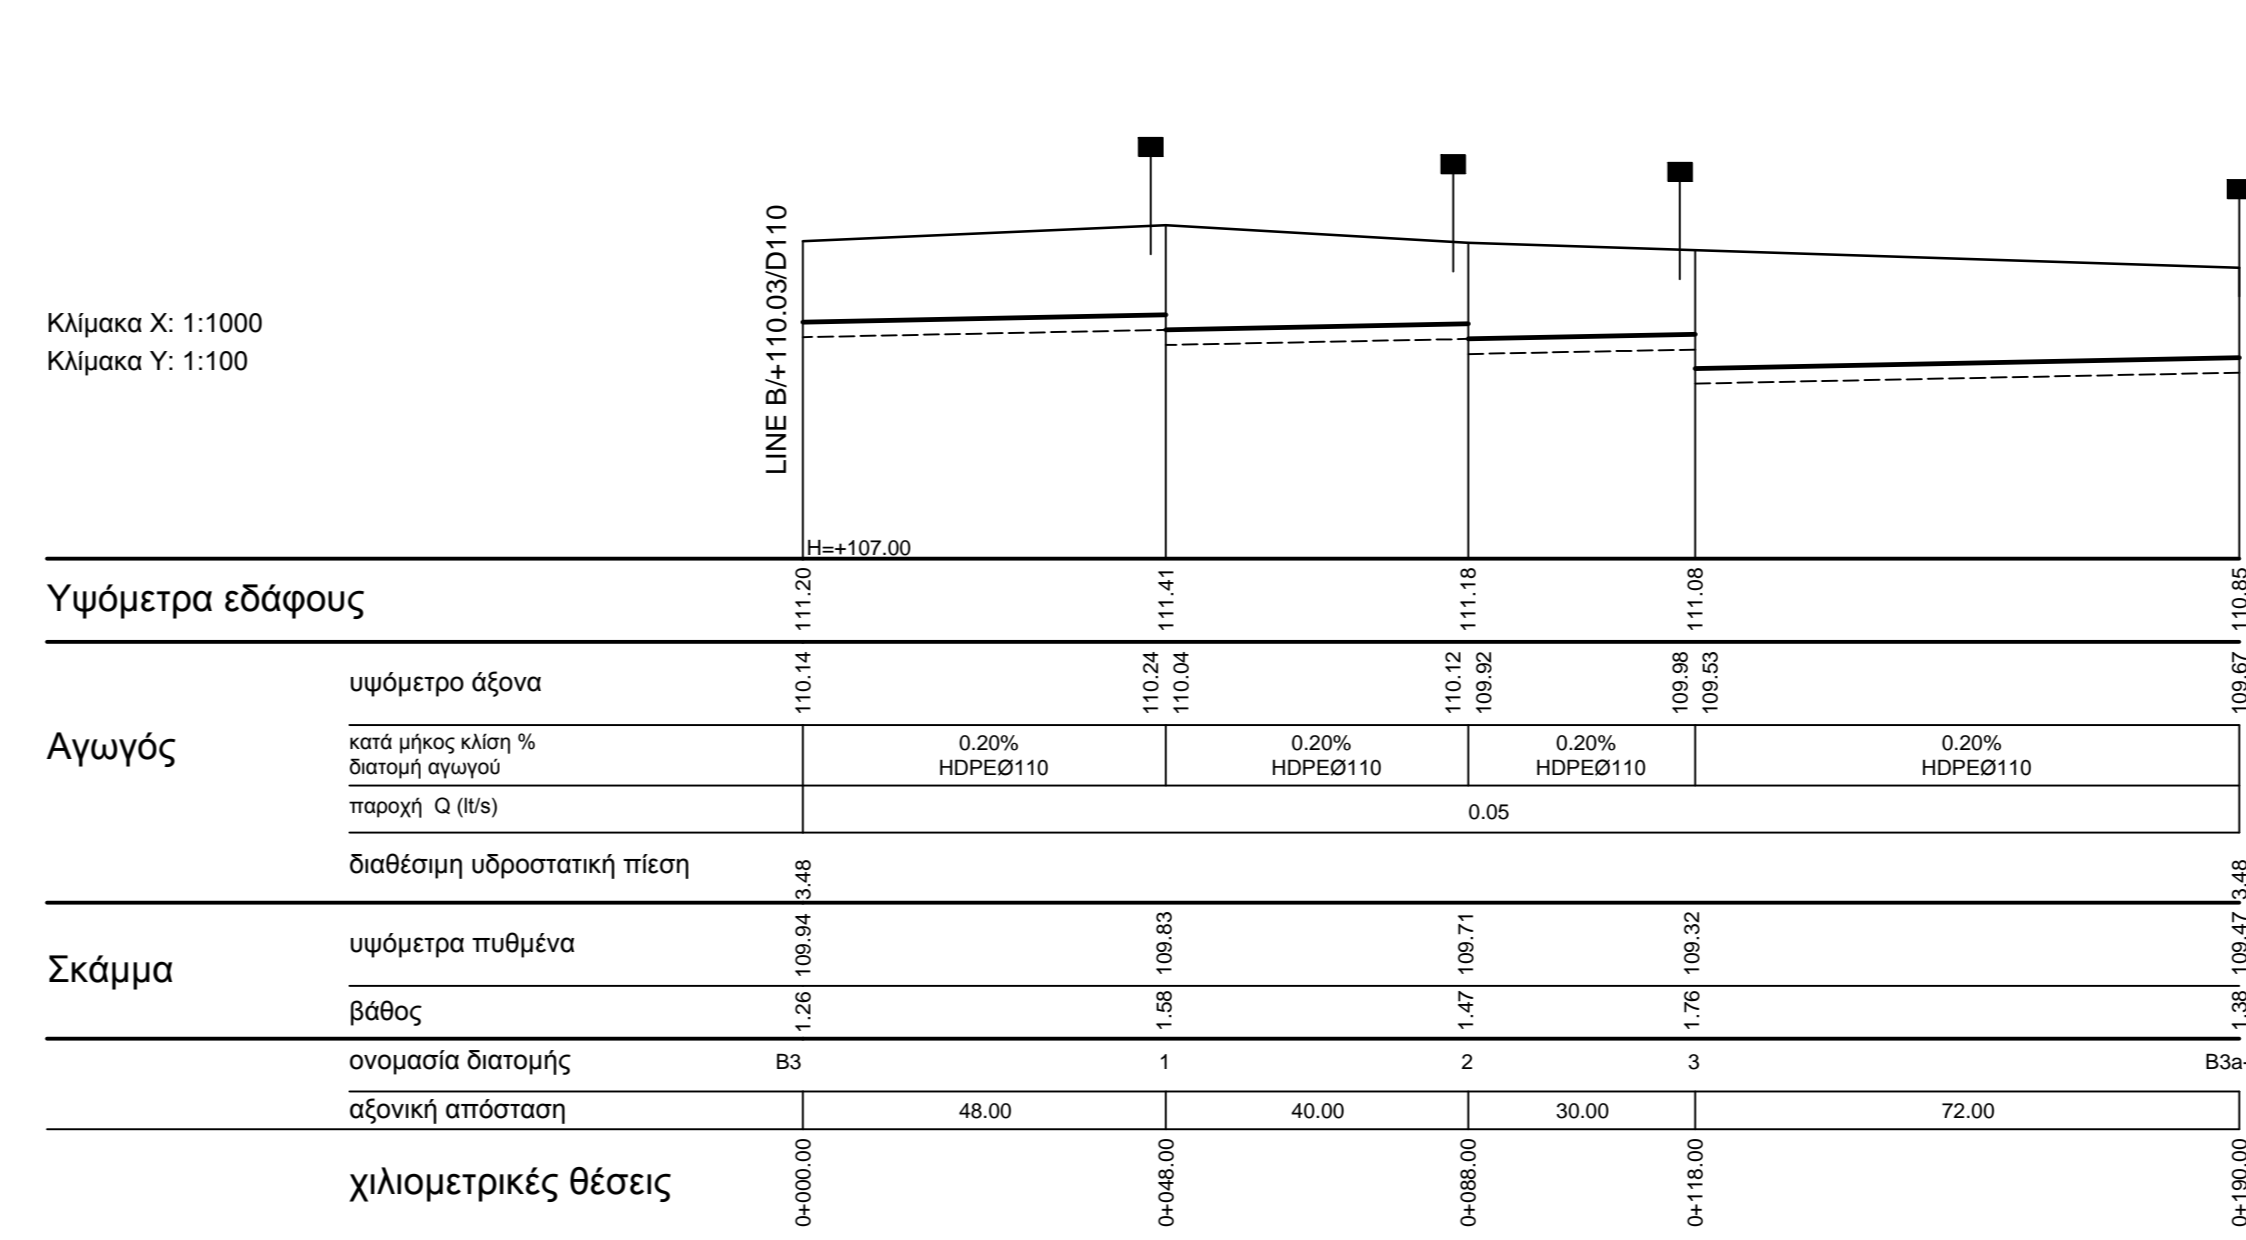 LINE B/+110.03/D110
Κλίμακα Χ: 1:1000
Κλίμακα Υ: 1:100
H=+107.00
Υψόμετρα εδάφους
111.20 111.41 111.18 111.08 110.85
Αγωγός
υψόμετρο άξονα
110.14 110.24 110.04 110.12 109.92 109.98 109.53 109.67
κατά μήκος κλίση %
0.20% 0.20% 0.20% 0.20%
διατομή αγωγού
HDPEØ110 HDPEØ110 HDPEØ110 HDPEØ110
παροχή Q (lt/s)
0.05
διαθέσιμη υδροστατική πίεση
3.48 3.48
Σκάμμα
υψόμετρα πυθμένα
109.94 109.83 109.71 109.32 109.47
βάθος
1.26 1.58 1.47 1.76 1.38
ονομασία διατομής
B3 1 2 3 B3a-
αξονική απόσταση
48.00 40.00 30.00 72.00
χιλιομετρικές θέσεις
0+000.00 0+048.00 0+088.00 0+118.00 0+190.00